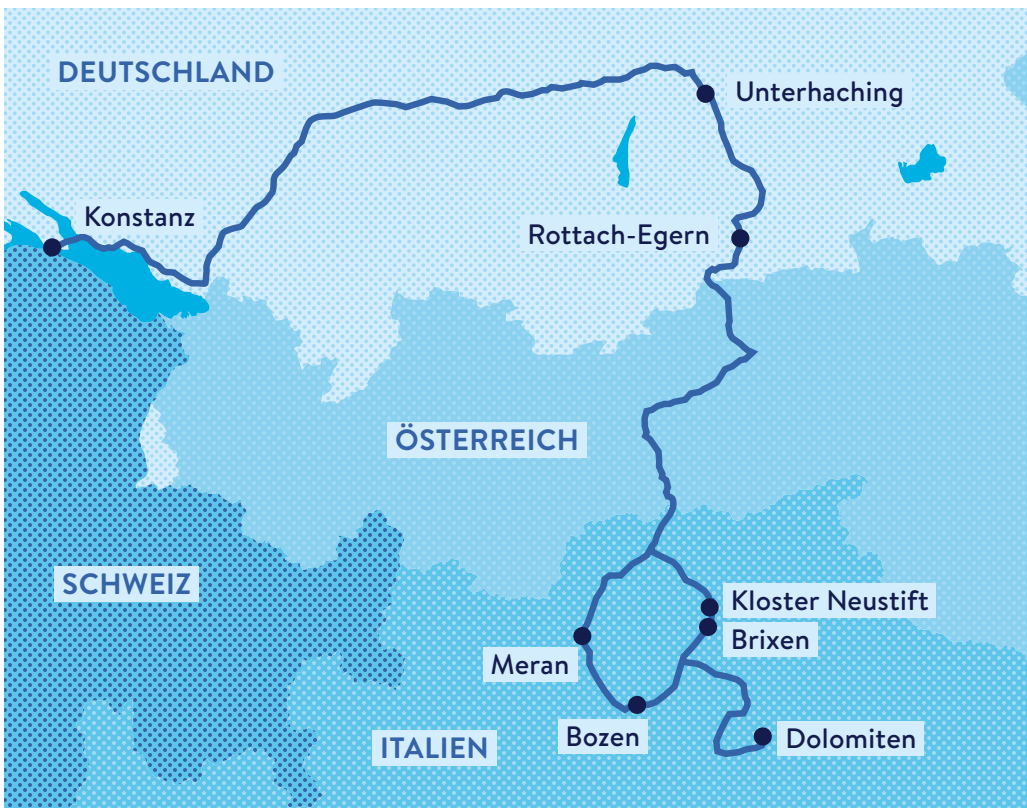 DEUTSCHLAND
Unterhaching
Konstanz
Rottach-Egern
ÖSTERREICH
SCHWEIZ
Kloster Neustift
Brixen
Meran
Bozen
Dolomiten
ITALIEN